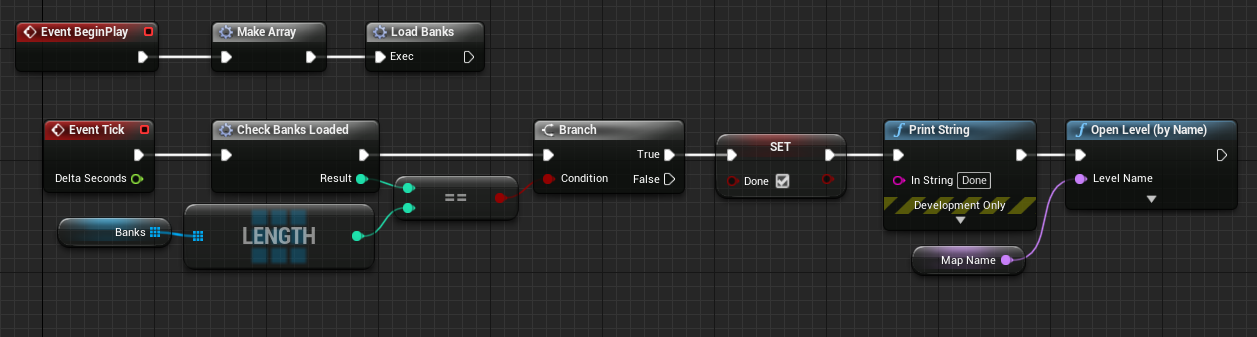 Event BeginPlay
Make Array
Load Banks
Exec
Event Tick
Delta Seconds
Check Banks Loaded
Result
Banks
LENGTH
==
Branch
True
Condition
False
SET
Done
Print String
In String Done
Development Only
Map Name
Open Level (by Name)
Level Name